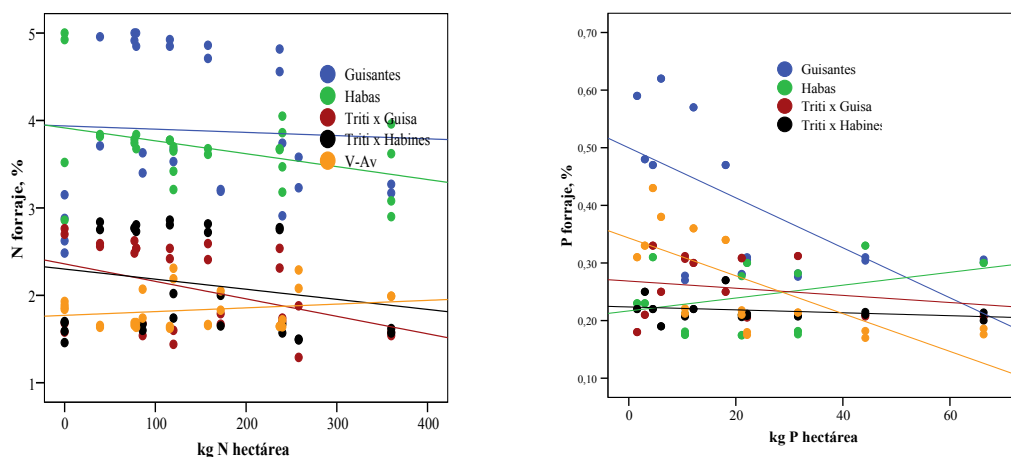 5
4
3
2
1
N forraje, %
Guisantes
Habas
Triti x Guisa
Triti x Habines
V-Av
0
100
200
300
400
kg N hectárea
0,70
0,60
0,50
0,40
0,30
0,20
0,10
P forraje, %
Guisantes
Habas
Triti x Guisa
Triti x Habines
0
20
40
60
kg P hectárea